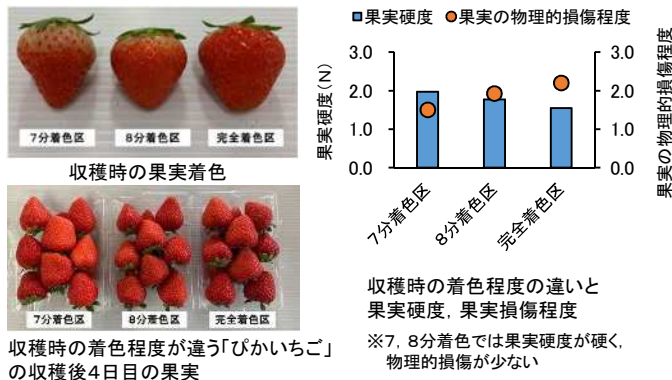 7分着色区
8分着色区
完全着色区
収穫時の果実着色
7分着色区
8分着色区
完全着色区
収穫時の着色程度が違う「ぴかいちご」
の収穫後4日目の果実
果実硬度
果実の物理的損傷程度
果実硬度(N)
3.0
2.0
1.0
0.0
3.0
2.0
1.0
0.0
果実の物理的損傷程度
7分着色区
8分着色区
完全着色区
収穫時の着色程度の違いと
果実硬度，果実損傷程度
※7，8分着色では果実硬度が硬く，
物理的損傷が少ない